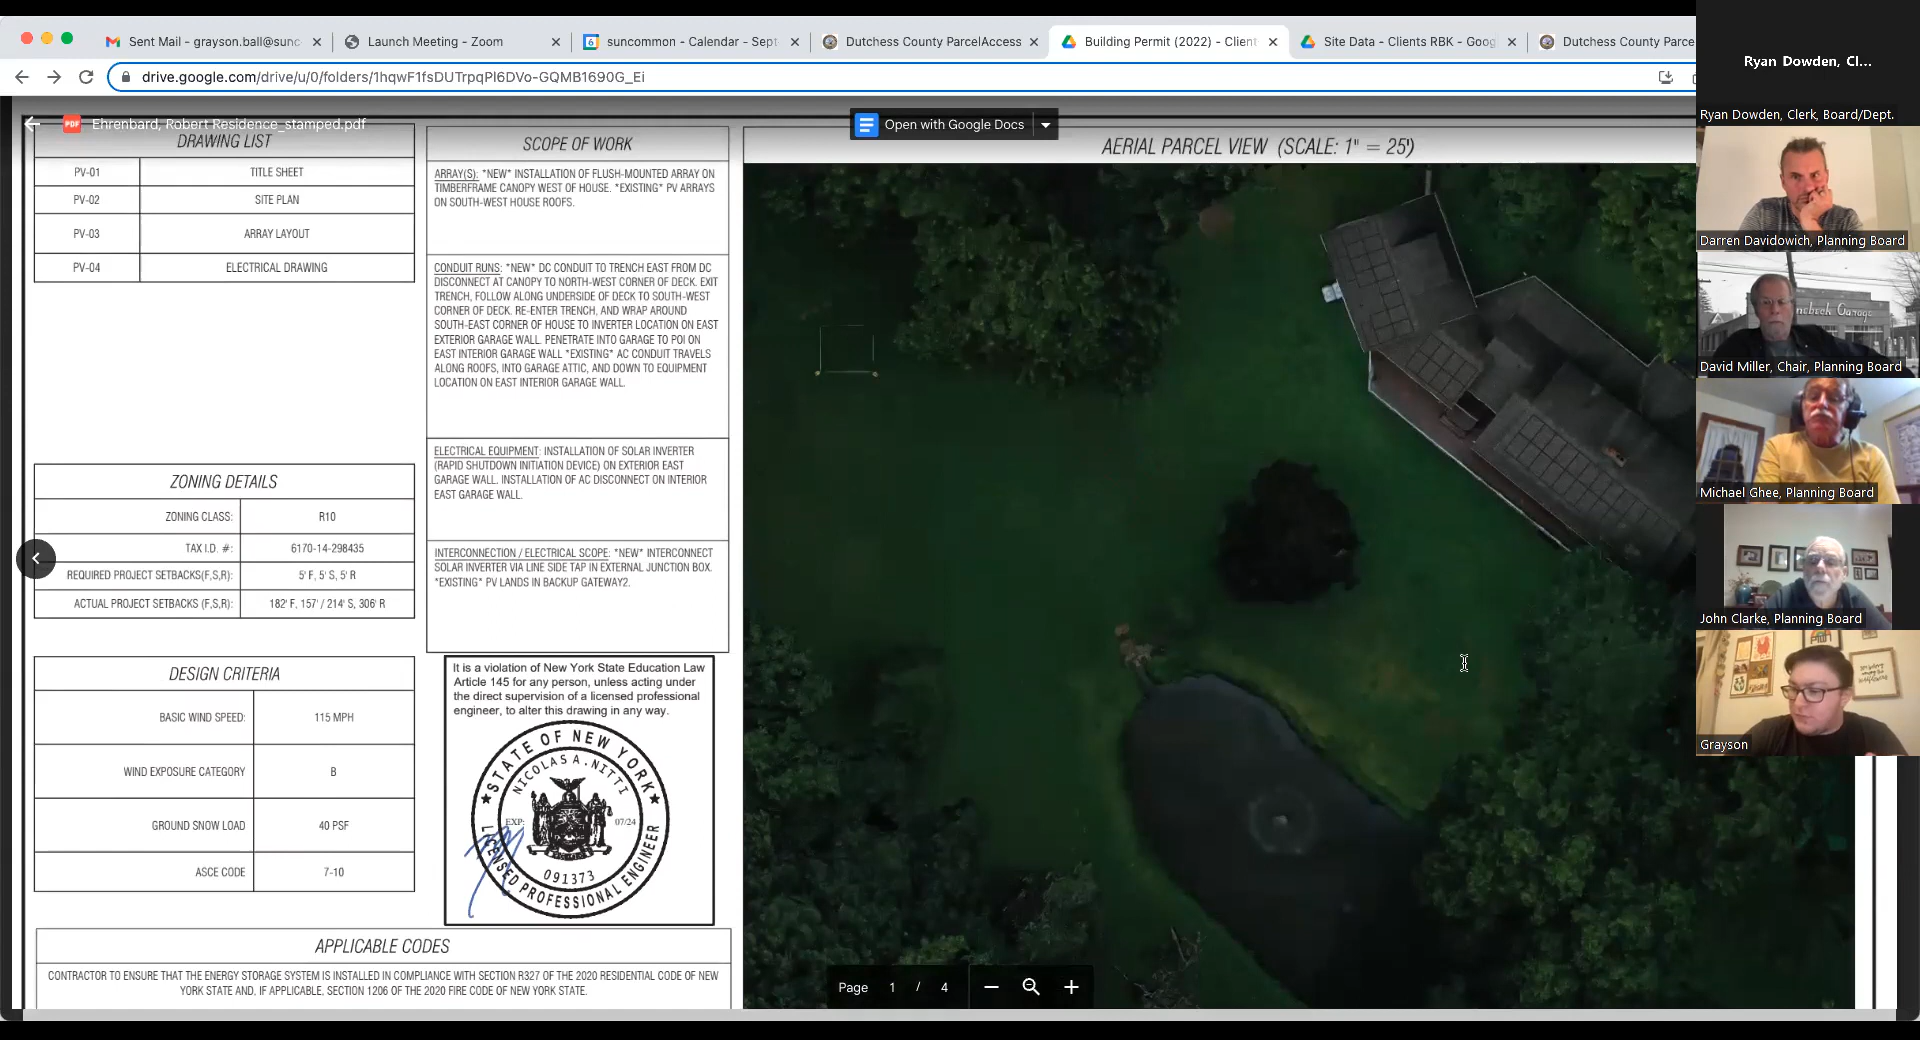 Sent Mail - grayson.ball@sunc
Launch Meeting - Zoom
suncommon - Calendar - Sept
Dutchess County ParcelAccess
Building Permit (2022) - Client
Site Data - Clients RBK - Goog
Dutchess County Parce
drive.google.com/drive/u/0/folders/1hqwF1fsDUTrpqPl6DVo-GQMB1690G_Ei
PDF
Ehrenbard, Robert Residence_stamped.pdf
Open with Google Docs
DRAWING LIST
PV-01 TITLE SHEET
PV-02 SITE PLAN
PV-03 ARRAY LAYOUT
PV-04 ELECTRICAL DRAWING
ZONING DETAILS
ZONING CLASS: R10
TAX I.D. #: 6170-14-298435
REQUIRED PROJECT SETBACKS(F,S,R): 5' F, 5' S, 5' R
ACTUAL PROJECT SETBACKS (F,S,R): 182' F, 157' / 214' S, 306' R
DESIGN CRITERIA
BASIC WIND SPEED: 115 MPH
WIND EXPOSURE CATEGORY B
GROUND SNOW LOAD 40 PSF
ASCE CODE 7-10
SCOPE OF WORK
ARRAY(S): *NEW* INSTALLATION OF FLUSH-MOUNTED ARRAY ON
TIMBERFRAME CANOPY WEST OF HOUSE. *EXISTING* PV ARRAYS
ON SOUTH-WEST HOUSE ROOFS.
CONDUIT RUNS: *NEW* DC CONDUIT TO TRENCH EAST FROM DC
DISCONNECT AT CANOPY TO NORTH-WEST CORNER OF DECK. EXIT
TRENCH, FOLLOW ALONG UNDERSIDE OF DECK TO SOUTH-WEST
CORNER OF DECK. RE-ENTER TRENCH, AND WRAP AROUND
SOUTH-EAST CORNER OF HOUSE TO INVERTER LOCATION ON EAST
EXTERIOR GARAGE WALL. PENETRATE INTO GARAGE TO POI ON
EAST INTERIOR GARAGE WALL *EXISTING* AC CONDUIT TRAVELS
ALONG ROOFS, INTO GARAGE ATTIC, AND DOWN TO EQUIPMENT
LOCATION ON EAST INTERIOR GARAGE WALL.
ELECTRICAL EQUIPMENT: INSTALLATION OF SOLAR INVERTER
(RAPID SHUTDOWN INITIATION DEVICE) ON EXTERIOR EAST
GARAGE WALL. INSTALLATION OF AC DISCONNECT ON INTERIOR
EAST GARAGE WALL.
INTERCONNECTION / ELECTRICAL SCOPE: *NEW* INTERCONNECT
SOLAR INVERTER VIA LINE SIDE TAP IN EXTERNAL JUNCTION BOX.
*EXISTING* PV LANDS IN BACKUP GATEWAY2.
It is a violation of New York State Education Law
Article 145 for any person, unless acting under
the direct supervision of a licensed professional
engineer, to alter this drawing in any way.
STATE OF NEW YORK
NICOLAS A. NITTI
EXP: 07/24
091373
LICENSED PROFESSIONAL ENGINEER
APPLICABLE CODES
CONTRACTOR TO ENSURE THAT THE ENERGY STORAGE SYSTEM IS INSTALLED IN COMPLIANCE WITH SECTION R327 OF THE 2020 RESIDENTIAL CODE OF NEW
YORK STATE AND, IF APPLICABLE, SECTION 1206 OF THE 2020 FIRE CODE OF NEW YORK STATE.
AERIAL PARCEL VIEW (SCALE: 1" = 25')
Page 1 / 4
Ryan Dowden, Cl...
Ryan Dowden, Clerk, Board/Dept.
Darren Davidowich, Planning Board
David Miller, Chair, Planning Board
Michael Ghee, Planning Board
John Clarke, Planning Board
Grayson